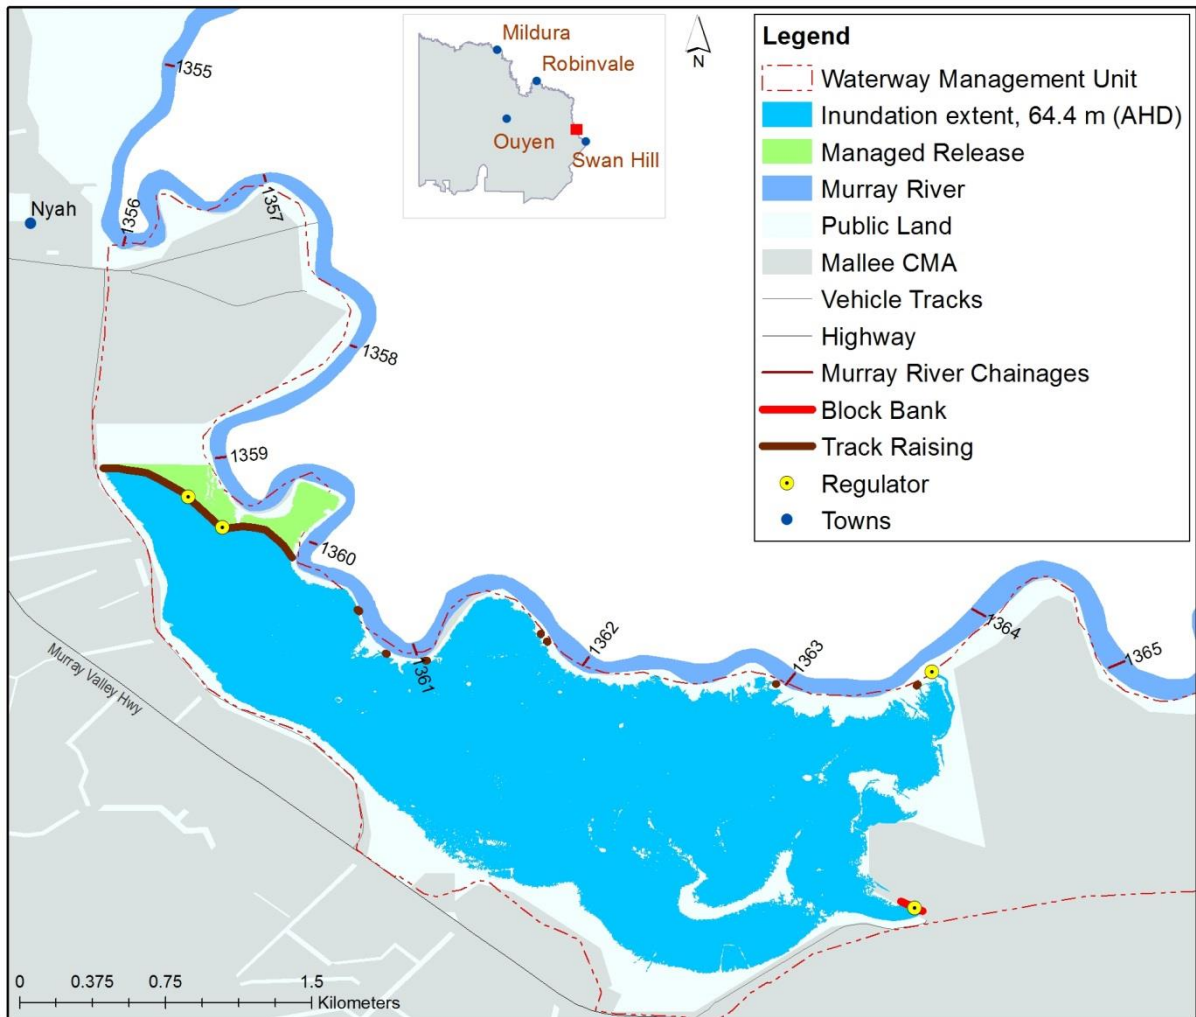 Mildura
Robinvale
Ouyen
Swan Hill
N
Legend
Waterway Management Unit
Inundation extent, 64.4 m (AHD)
Managed Release
Murray River
Public Land
Mallee CMA
Vehicle Tracks
Highway
Murray River Chainages
Block Bank
Track Raising
Regulator
Towns
1355
1356
1357
Nyah
1358
1359
1360
1361
1362
1363
1364
1365
Murray Valley Hwy
0 0.375 0.75 1.5
Kilometers